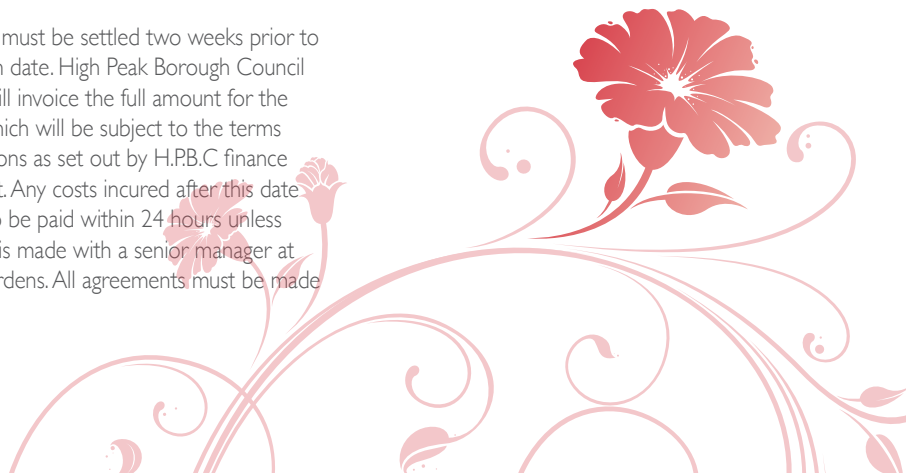 must be settled two weeks prior to
date. High Peak Borough Council
ill invoice the full amount for the
hich will be subject to the terms
ons as set out by H.P.B.C finance
t. Any costs incured after this date
o be paid within 24 hours unless
is made with a senior manager at
rdens. All agreements must be made